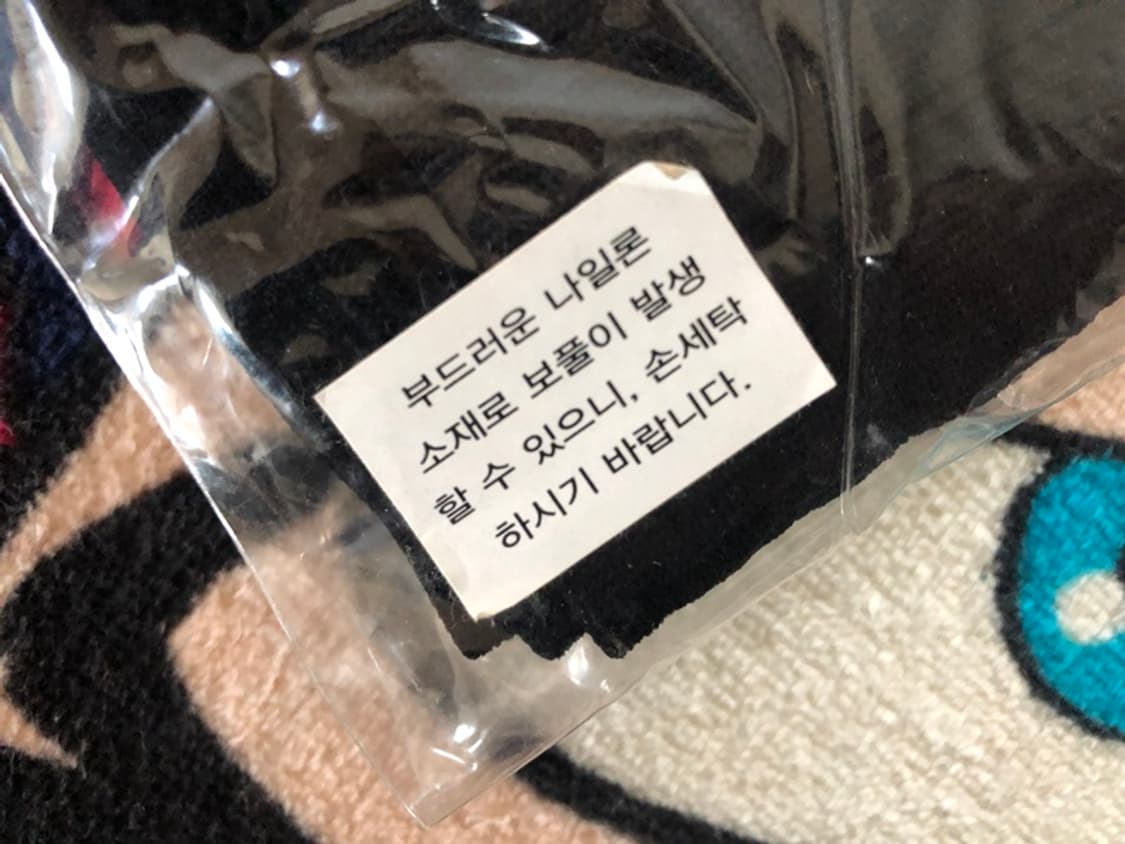 부드러운 나일론
소재로 보풀이 발생
할 수 있으니, 손세탁
하시기 바랍니다.